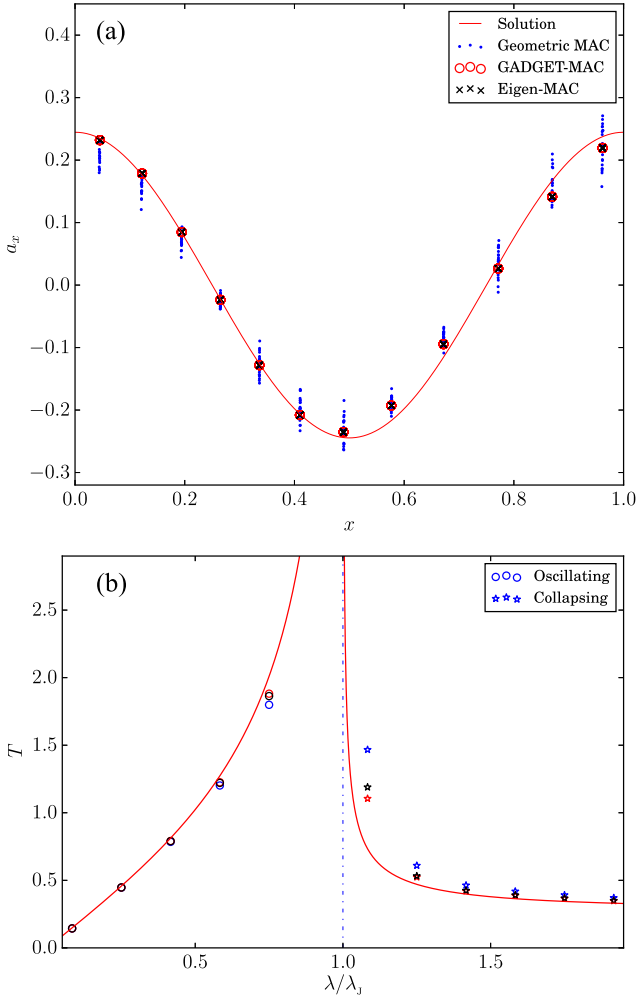 (a)
Solution
Geometric MAC
GADGET-MAC
Eigen-MAC
0.4
0.3
0.2
0.1
0.0
−0.1
−0.2
−0.3
a_x
0.0 0.2 0.4 0.6 0.8 1.0
x
(b)
Oscillating
Collapsing
2.5
2.0
1.5
1.0
0.5
0.0
T
0.5 1.0 1.5
λ/λ_J